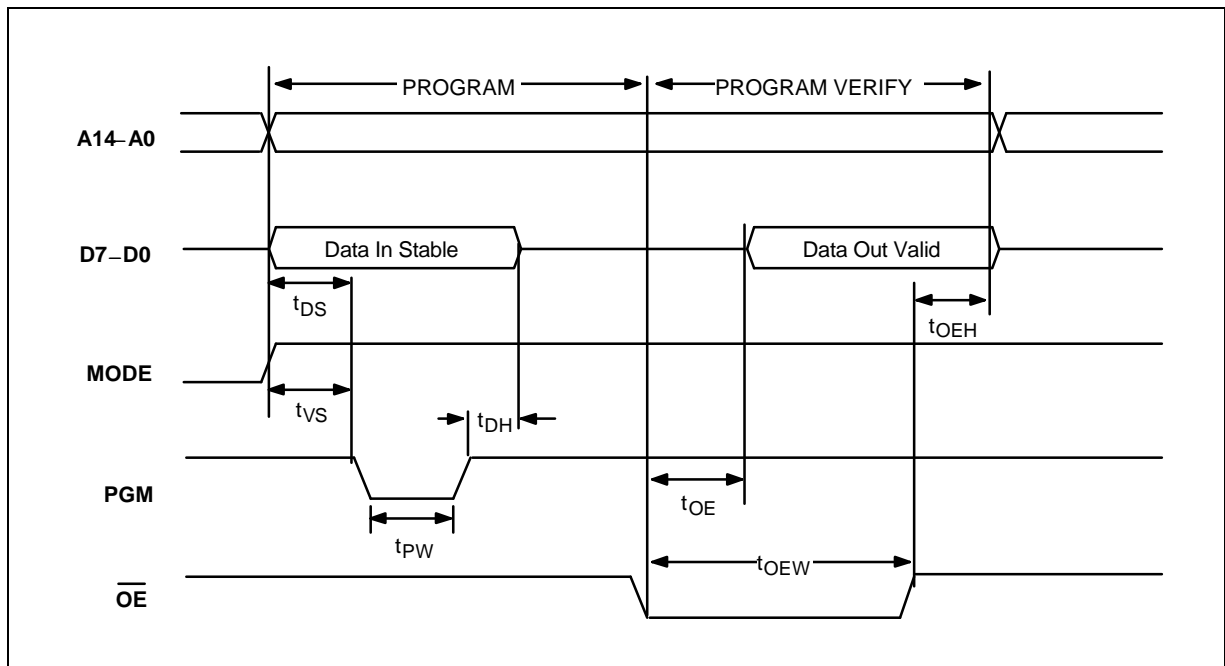 PROGRAM
PROGRAM VERIFY
A14–A0
D7–D0
Data In Stable
Data Out Valid
tDS
tOEH
MODE
tVS
tDH
PGM
tOE
tPW
tOEW
OE